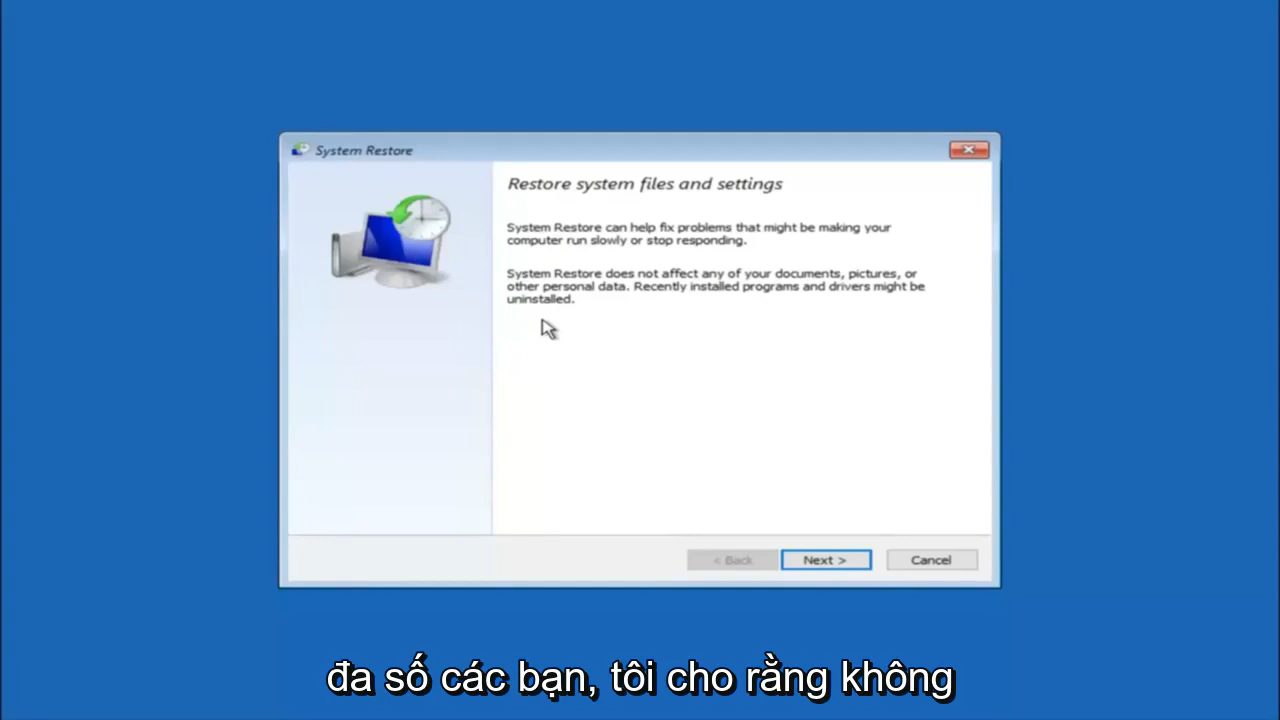 System Restore
Restore system files and settings
System Restore can help fix problems that might be making your
computer run slowly or stop responding.
System Restore does not affect any of your documents, pictures, or
other personal data. Recently installed programs and drivers might be
uninstalled.
< Back
Next >
Cancel
đa số các bạn, tôi cho rằng không